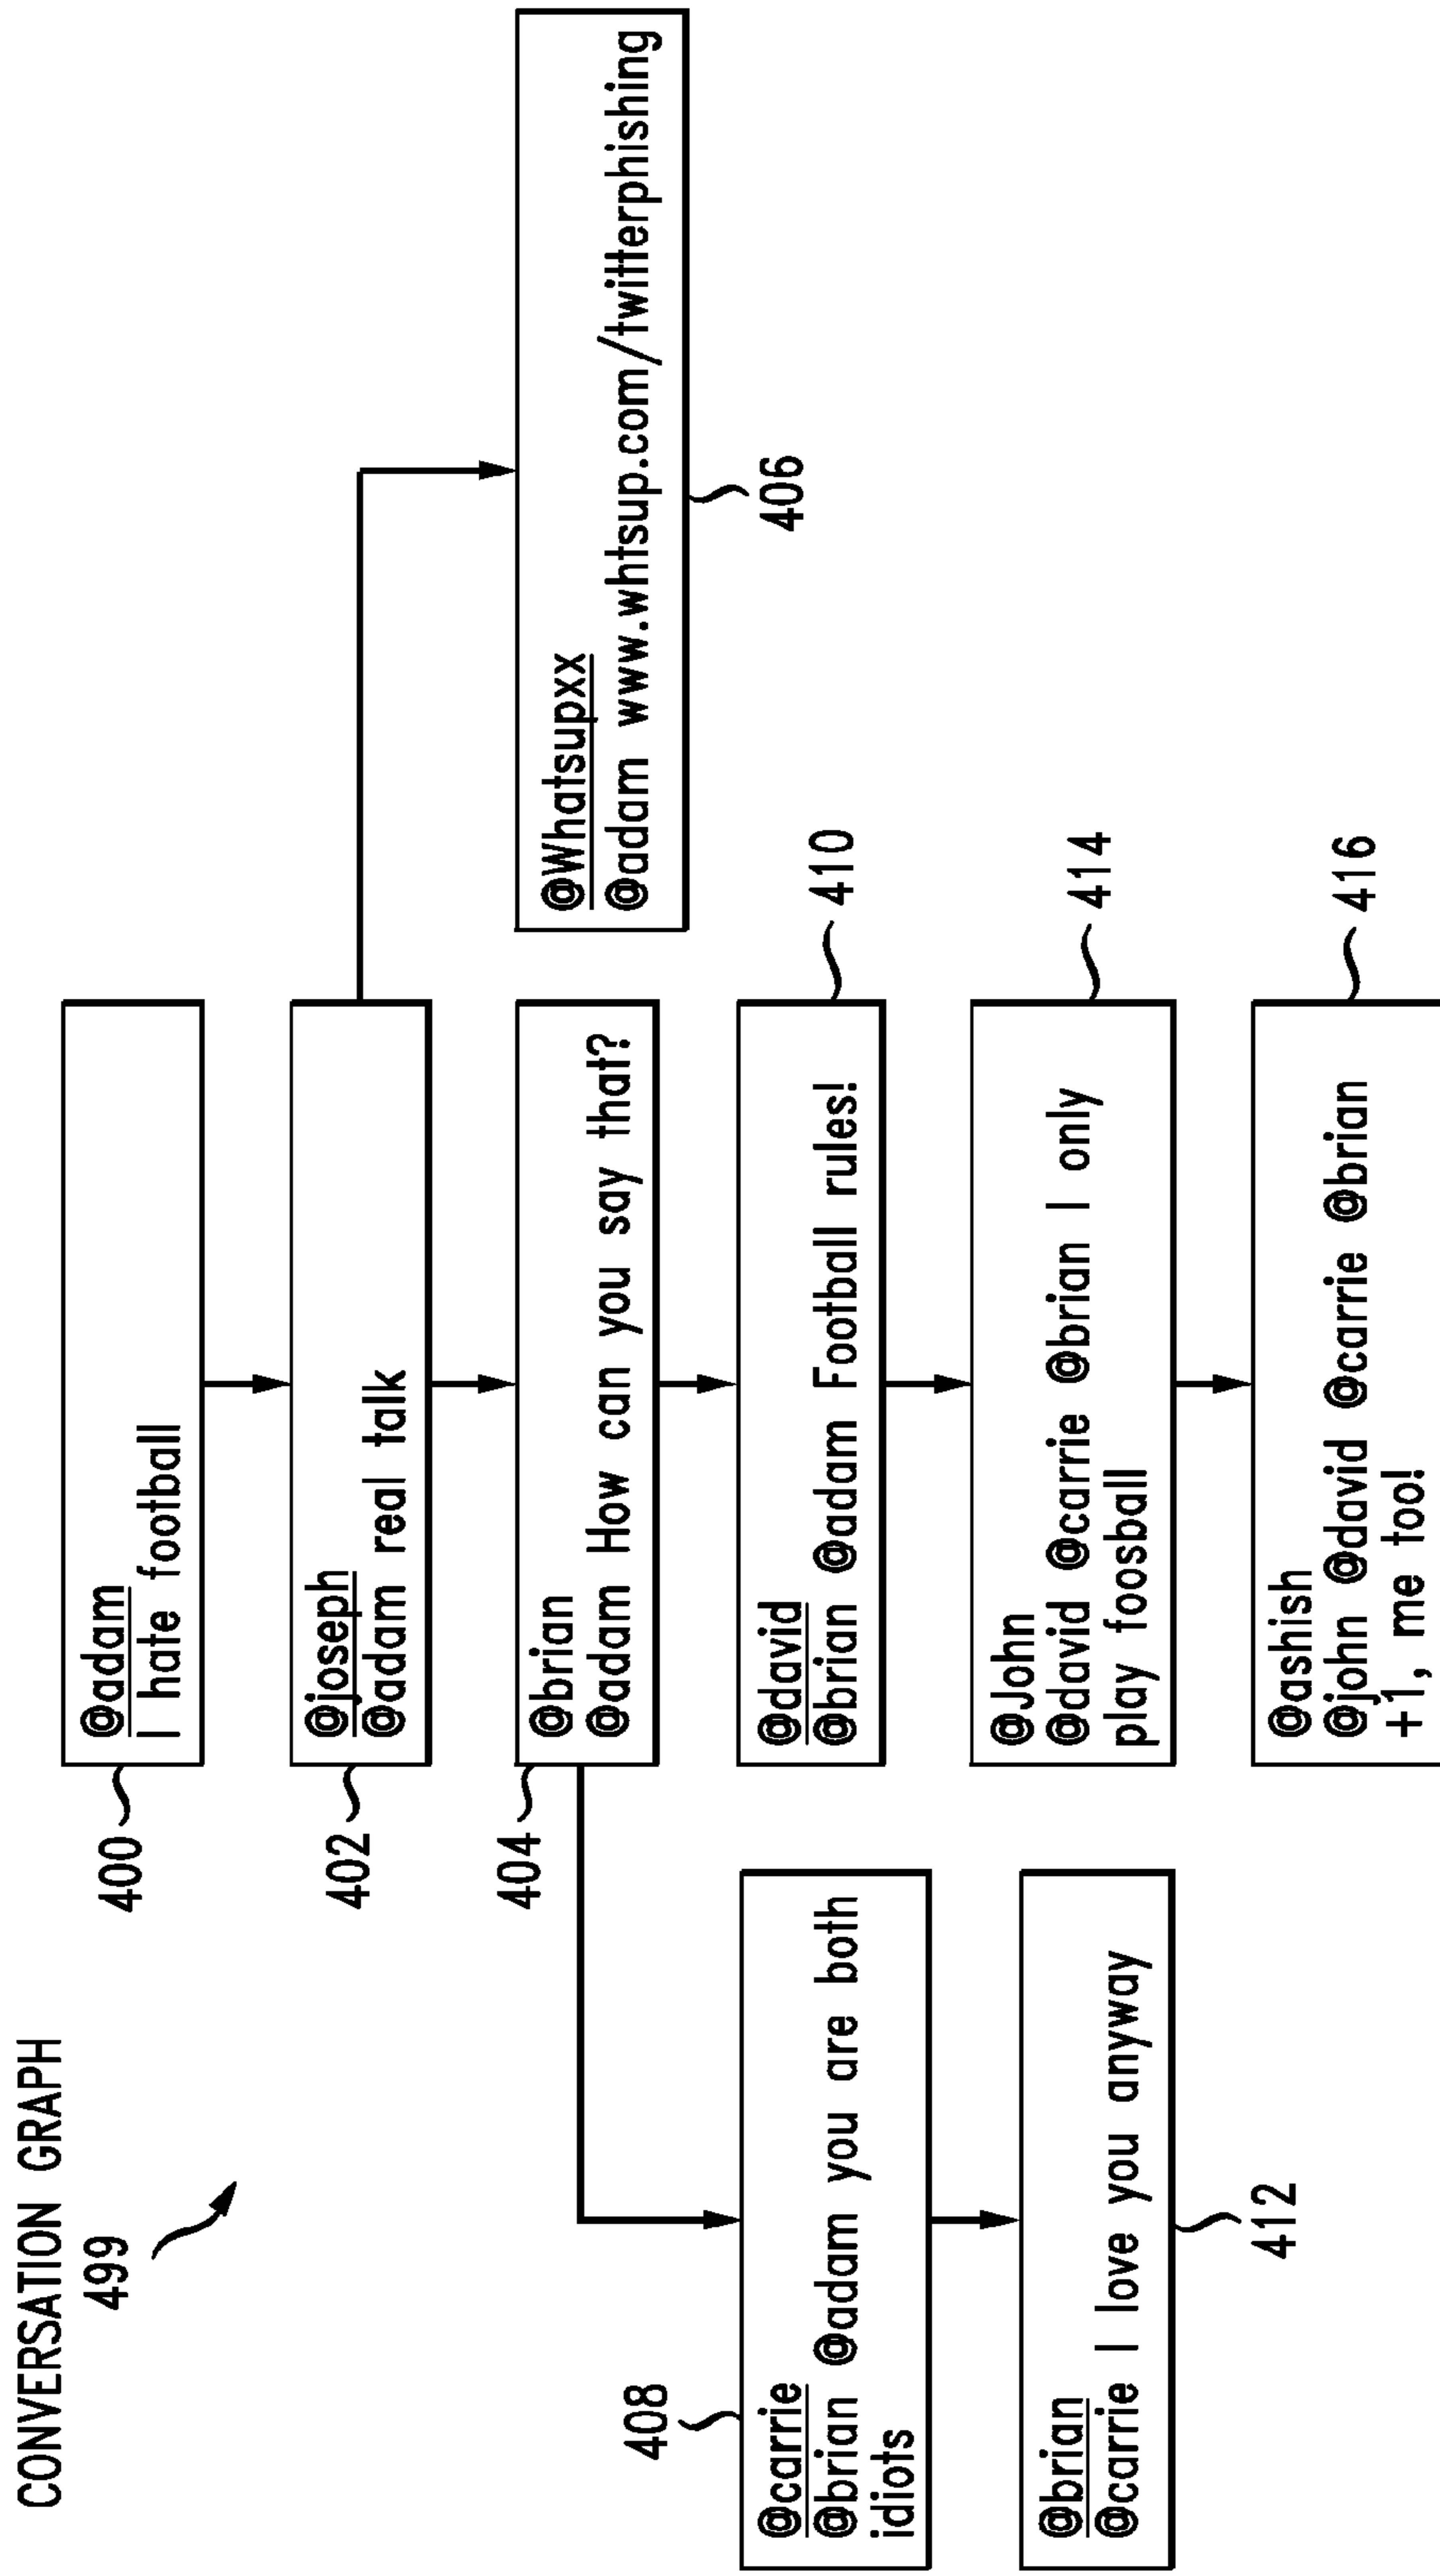 CONVERSATION GRAPH
499
400
@adam
I hate football
402
@joseph
@adam real talk
404
@brian
@adam How can you say that?
@Whatsupxx
@adam www.whtsup.com/twitterphishing
406
408
@carrie
@brian @adam you are both
idiots
@david
@brian @adam Football rules!
410
@brian
@carrie I love you anyway
412
@John
@david @carrie @brian I only
play foosball
414
@ashish
@john @david @carrie @brian
+1, me too!
416